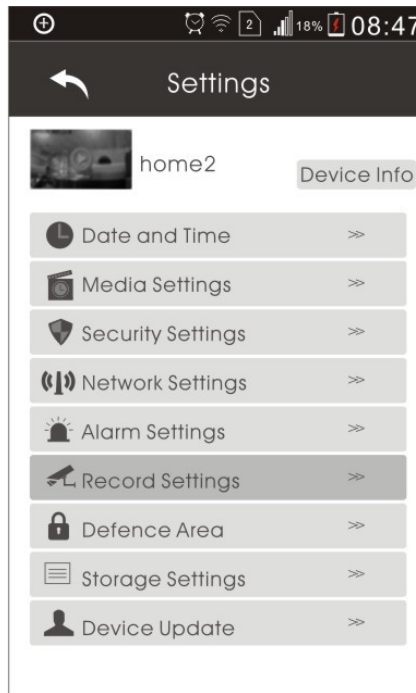 2 18% 08:47
Settings
home2
Device Info
Date and Time >>
Media Settings >>
Security Settings >>
Network Settings >>
Alarm Settings >>
Record Settings >>
Defence Area >>
Storage Settings >>
Device Update >>